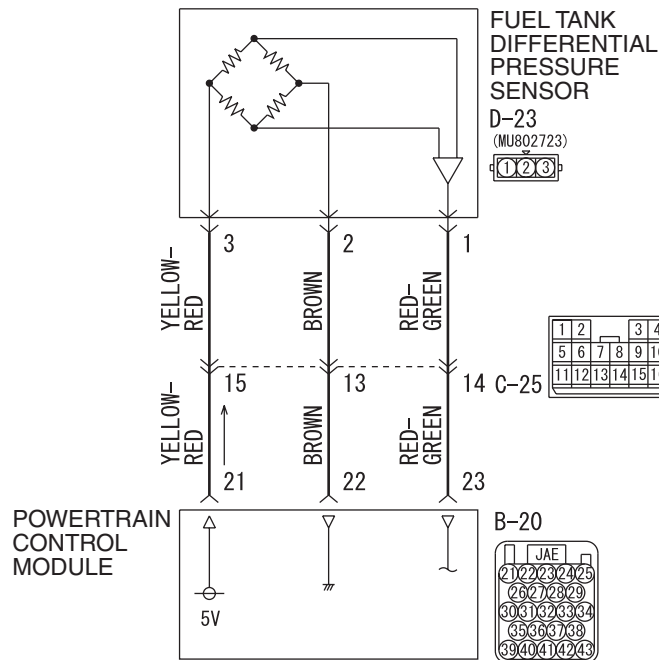 FUEL TANK
DIFFERENTIAL
PRESSURE
SENSOR
D-23
(MU802723)
1 2 3
3 2 1
YELLOW-
RED
BROWN
RED-
GREEN
15 13 14 C-25
1 2 3 4
5 6 7 8 9
11 12 13 14 15
YELLOW-
RED
BROWN
RED-
GREEN
21 22 23
POWERTRAIN
CONTROL
MODULE
5V
B-20
JAE
21 22 23 24 25
26 27 28 29
30 31 32 33 34
35 36 37 38
39 40 41 42 43